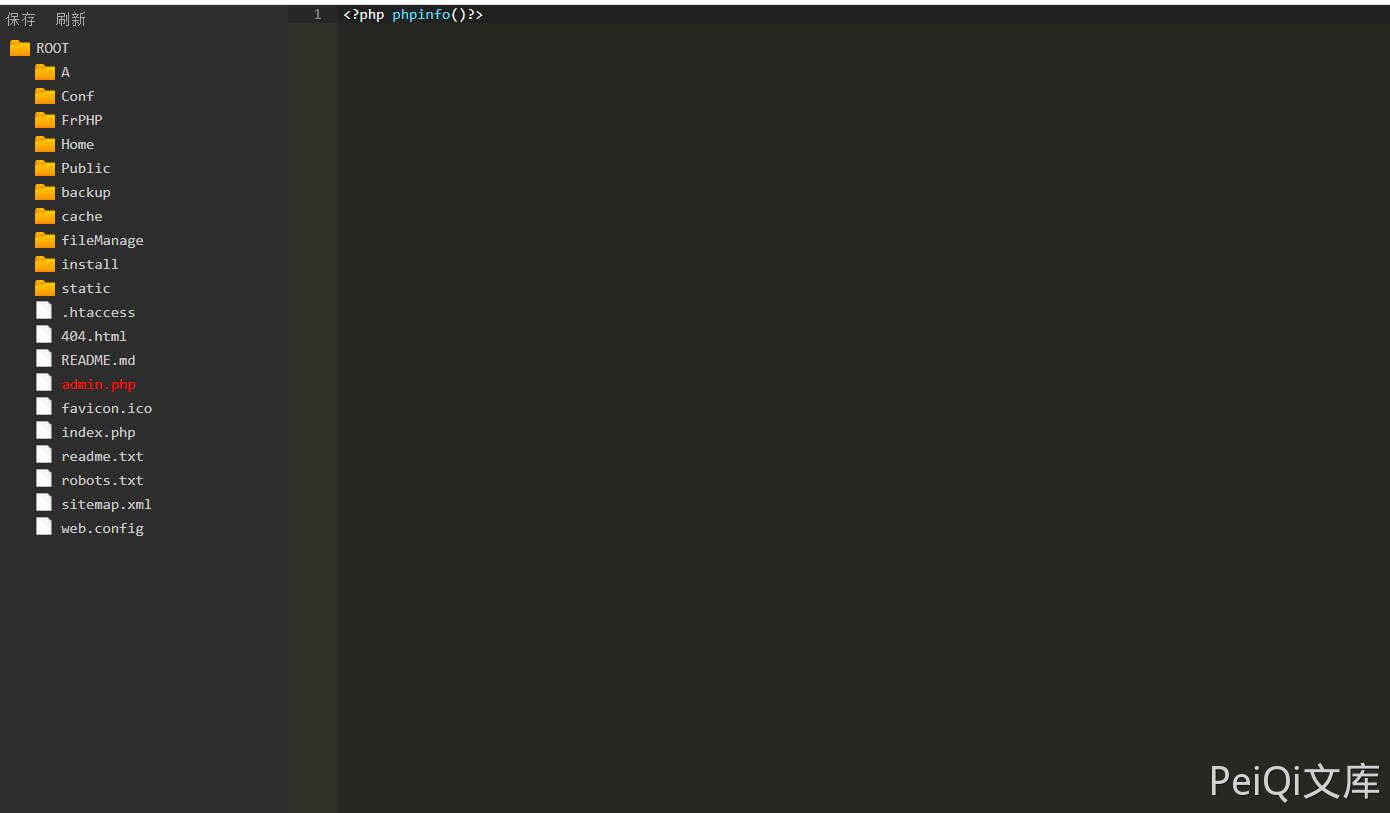 保存 刷新
ROOT
A
Conf
FrPHP
Home
Public
backup
cache
fileManage
install
static
.htaccess
404.html
README.md
admin.php
favicon.ico
index.php
readme.txt
robots.txt
sitemap.xml
web.config
1 <?php phpinfo()?>
PeiQi文库